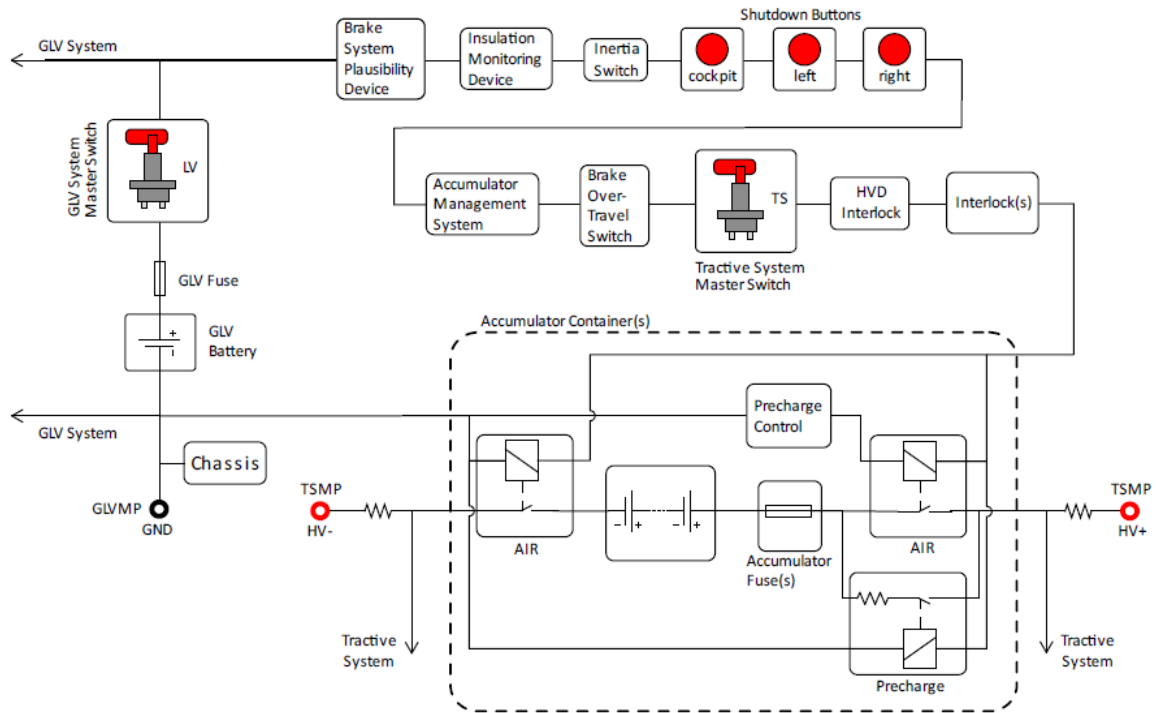 GLV System
Brake
System
Plausibility
Device
Insulation
Monitoring
Device
Inertia
Switch
Shutdown Buttons
cockpit
left
right
GLV System
Master Switch
LV
Accumulator
Management
System
Brake
Over-
Travel
Switch
TS
Tractive System
Master Switch
HVD
Interlock
Interlock(s)
GLV Fuse
GLV
Battery
+
-
Accumulator Container(s)
GLV System
Chassis
GLVMP
GND
Precharge
Control
TSMP
HV-
AIR
- +
- +
Accumulator
Fuse(s)
AIR
TSMP
HV+
Tractive
System
Precharge
Tractive
System